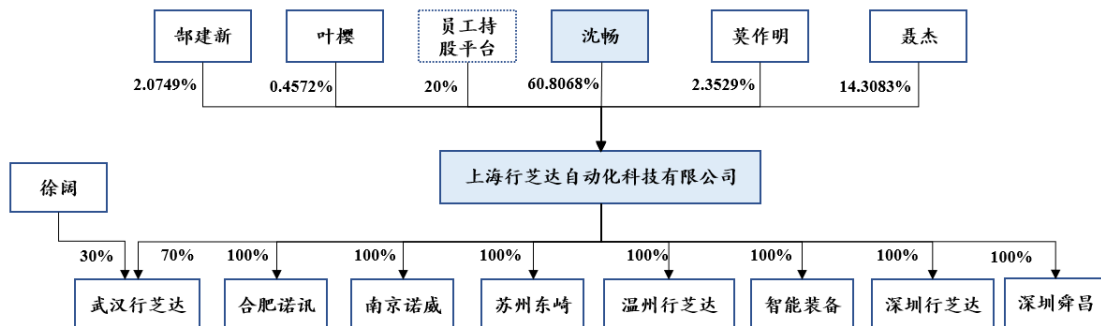 郜建新
叶樱
员工持
股平台
沈畅
莫作明
聂杰
2.0749%
0.4572%
20%
60.8068%
2.3529%
14.3083%
徐阔
上海行芝达自动化科技有限公司
30%
70%
100%
100%
100%
100%
100%
100%
100%
武汉行芝达
合肥诺讯
南京诺威
苏州东崎
温州行芝达
智能装备
深圳行芝达
深圳舜昌